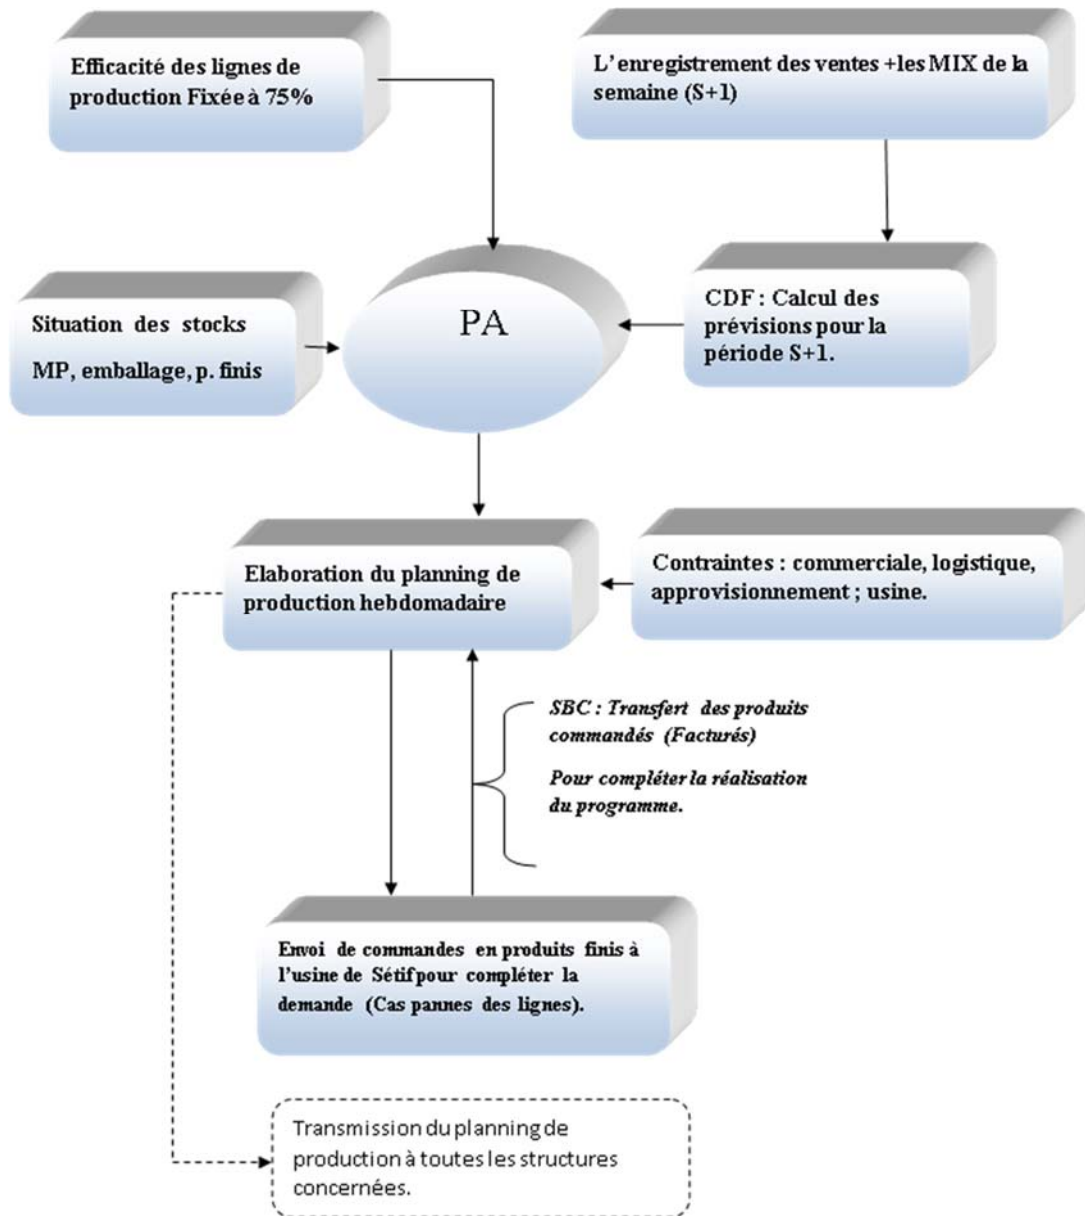 Efficacité des lignes de
production Fixée à 75%
L'enregistrement des ventes +les MIX de la
semaine (S+1)
Situation des stocks
MP, emballage, p. finis
PA
CDF : Calcul des
prévisions pour la
période S+1.
Elaboration du planning de
production hebdomadaire
Contraintes : commerciale, logistique,
approvisionnement ; usine.
SBC : Transfert des produits
commandés (Facturés)
Pour compléter la réalisation
du programme.
Envoi de commandes en produits finis à
l'usine de Sétif pour compléter la
demande (Cas pannes des lignes).
Transmission du planning de
production à toutes les structures
concernées.